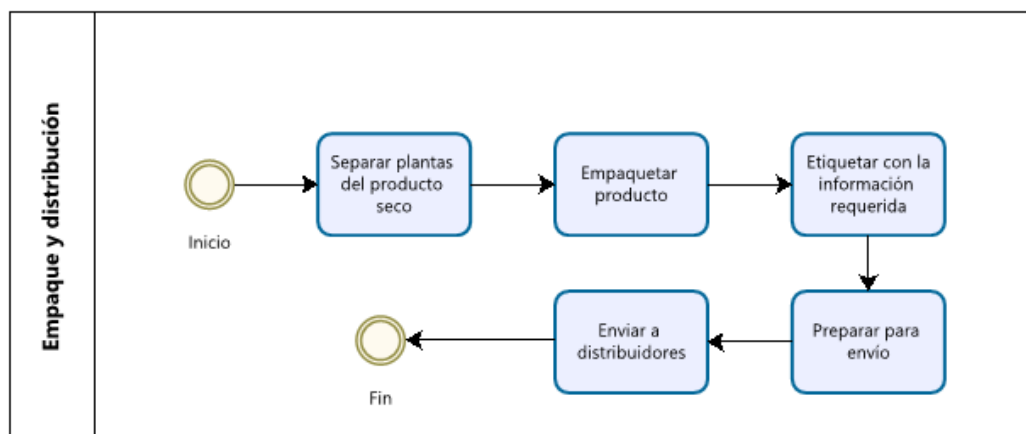 Empaque y distribución
Inicio
Separar plantas
del producto
seco
Empaquetar
producto
Etiquetar con la
información
requerida
Preparar para
envío
Enviar a
distribuidores
Fin